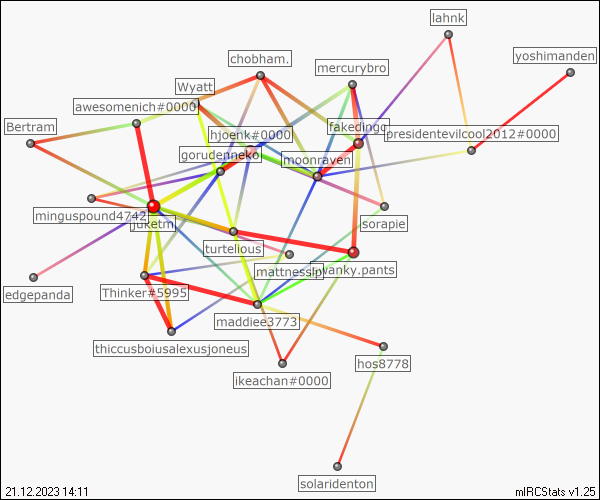 lahnk
yoshimanden
chobham.
mercurybro
Wyatt
awesomenich#0000
Bertram
hjoenk#0000
fakedingo
presidentevilcool2012#0000
gorudenneko
moonraven
minguspound4742
juketm
sorapie
turtelious
edgepanda
mattnesslp
wanky.pants
Thinker#5995
maddiee3773
thiccusboiusalexusjoneus
hos8778
ikeachan#0000
solaridenton
21.12.2023 14:11
mIRCStats v1.25